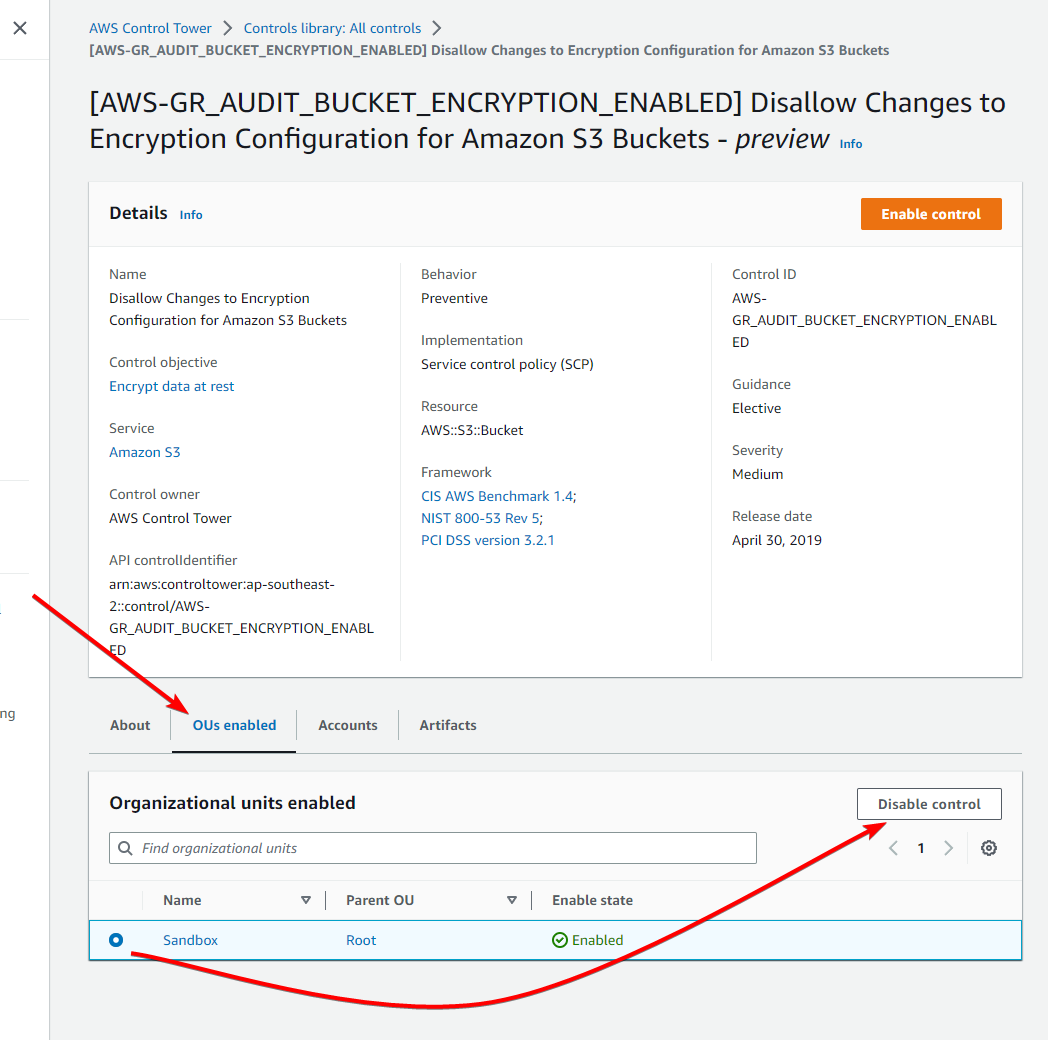 AWS Control Tower > Controls library: All controls >
[AWS-GR_AUDIT_BUCKET_ENCRYPTION_ENABLED] Disallow Changes to Encryption Configuration for Amazon S3 Buckets
[AWS-GR_AUDIT_BUCKET_ENCRYPTION_ENABLED] Disallow Changes to
Encryption Configuration for Amazon S3 Buckets - preview Info
Details Info
Enable control
Name
Disallow Changes to Encryption
Configuration for Amazon S3 Buckets
Control objective
Encrypt data at rest
Service
Amazon S3
Control owner
AWS Control Tower
API controlIdentifier
arn:aws:controltower:ap-southeast-
2::control/AWS-
GR_AUDIT_BUCKET_ENCRYPTION_ENABL
ED
Behavior
Preventive
Implementation
Service control policy (SCP)
Resource
AWS::S3::Bucket
Framework
CIS AWS Benchmark 1.4;
NIST 800-53 Rev 5;
PCI DSS version 3.2.1
Control ID
AWS-
GR_AUDIT_BUCKET_ENCRYPTION_ENABL
ED
Guidance
Elective
Severity
Medium
Release date
April 30, 2019
ng
About OUs enabled Accounts Artifacts
Organizational units enabled
Disable control
Find organizational units
1
Name Parent OU Enable state
Sandbox Root Enabled